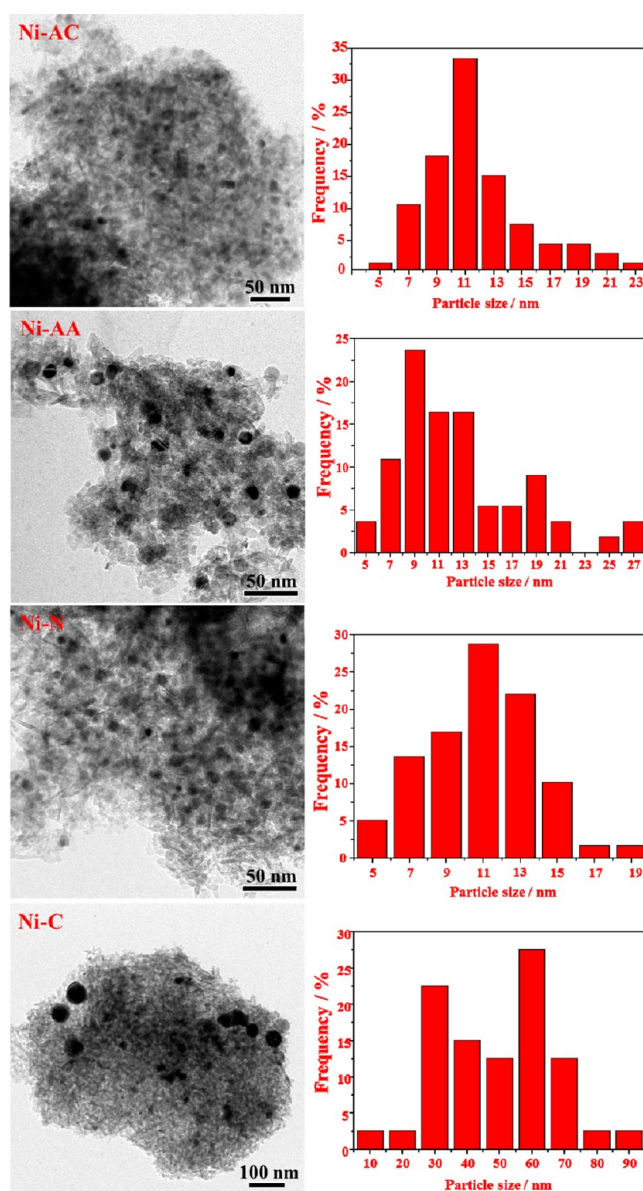 Ni-AC
50 nm
Frequency / %
35
30
25
20
15
10
5
0
5 7 9 11 13 15 17 19 21 23
Particle size / nm
Ni-AA
50 nm
Frequency / %
25
20
15
10
5
0
5 7 9 11 13 15 17 19 21 23 25 27
Particle size / nm
Ni-N
50 nm
Frequency / %
30
25
20
15
10
5
0
5 7 9 11 13 15 17 19
Particle size / nm
Ni-C
100 nm
Frequency / %
30
25
20
15
10
5
0
10 20 30 40 50 60 70 80 90
Particle size / nm